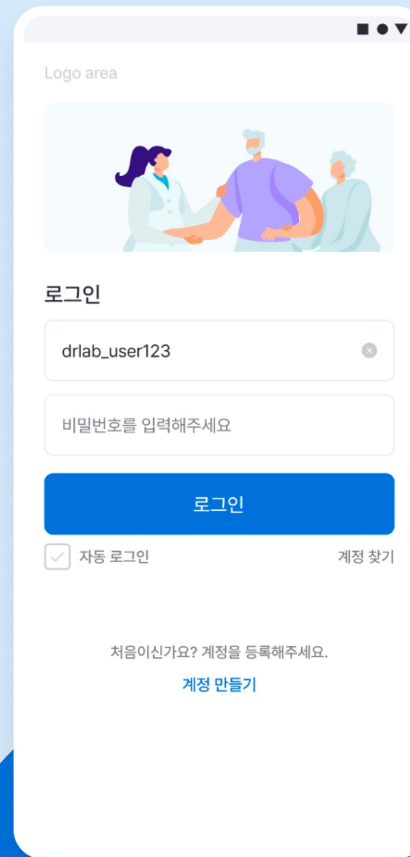 Logo area
로그인
drlab_user123
비밀번호를 입력해주세요
로그인
자동 로그인 계정 찾기
처음이신가요? 계정을 등록해주세요.
계정 만들기